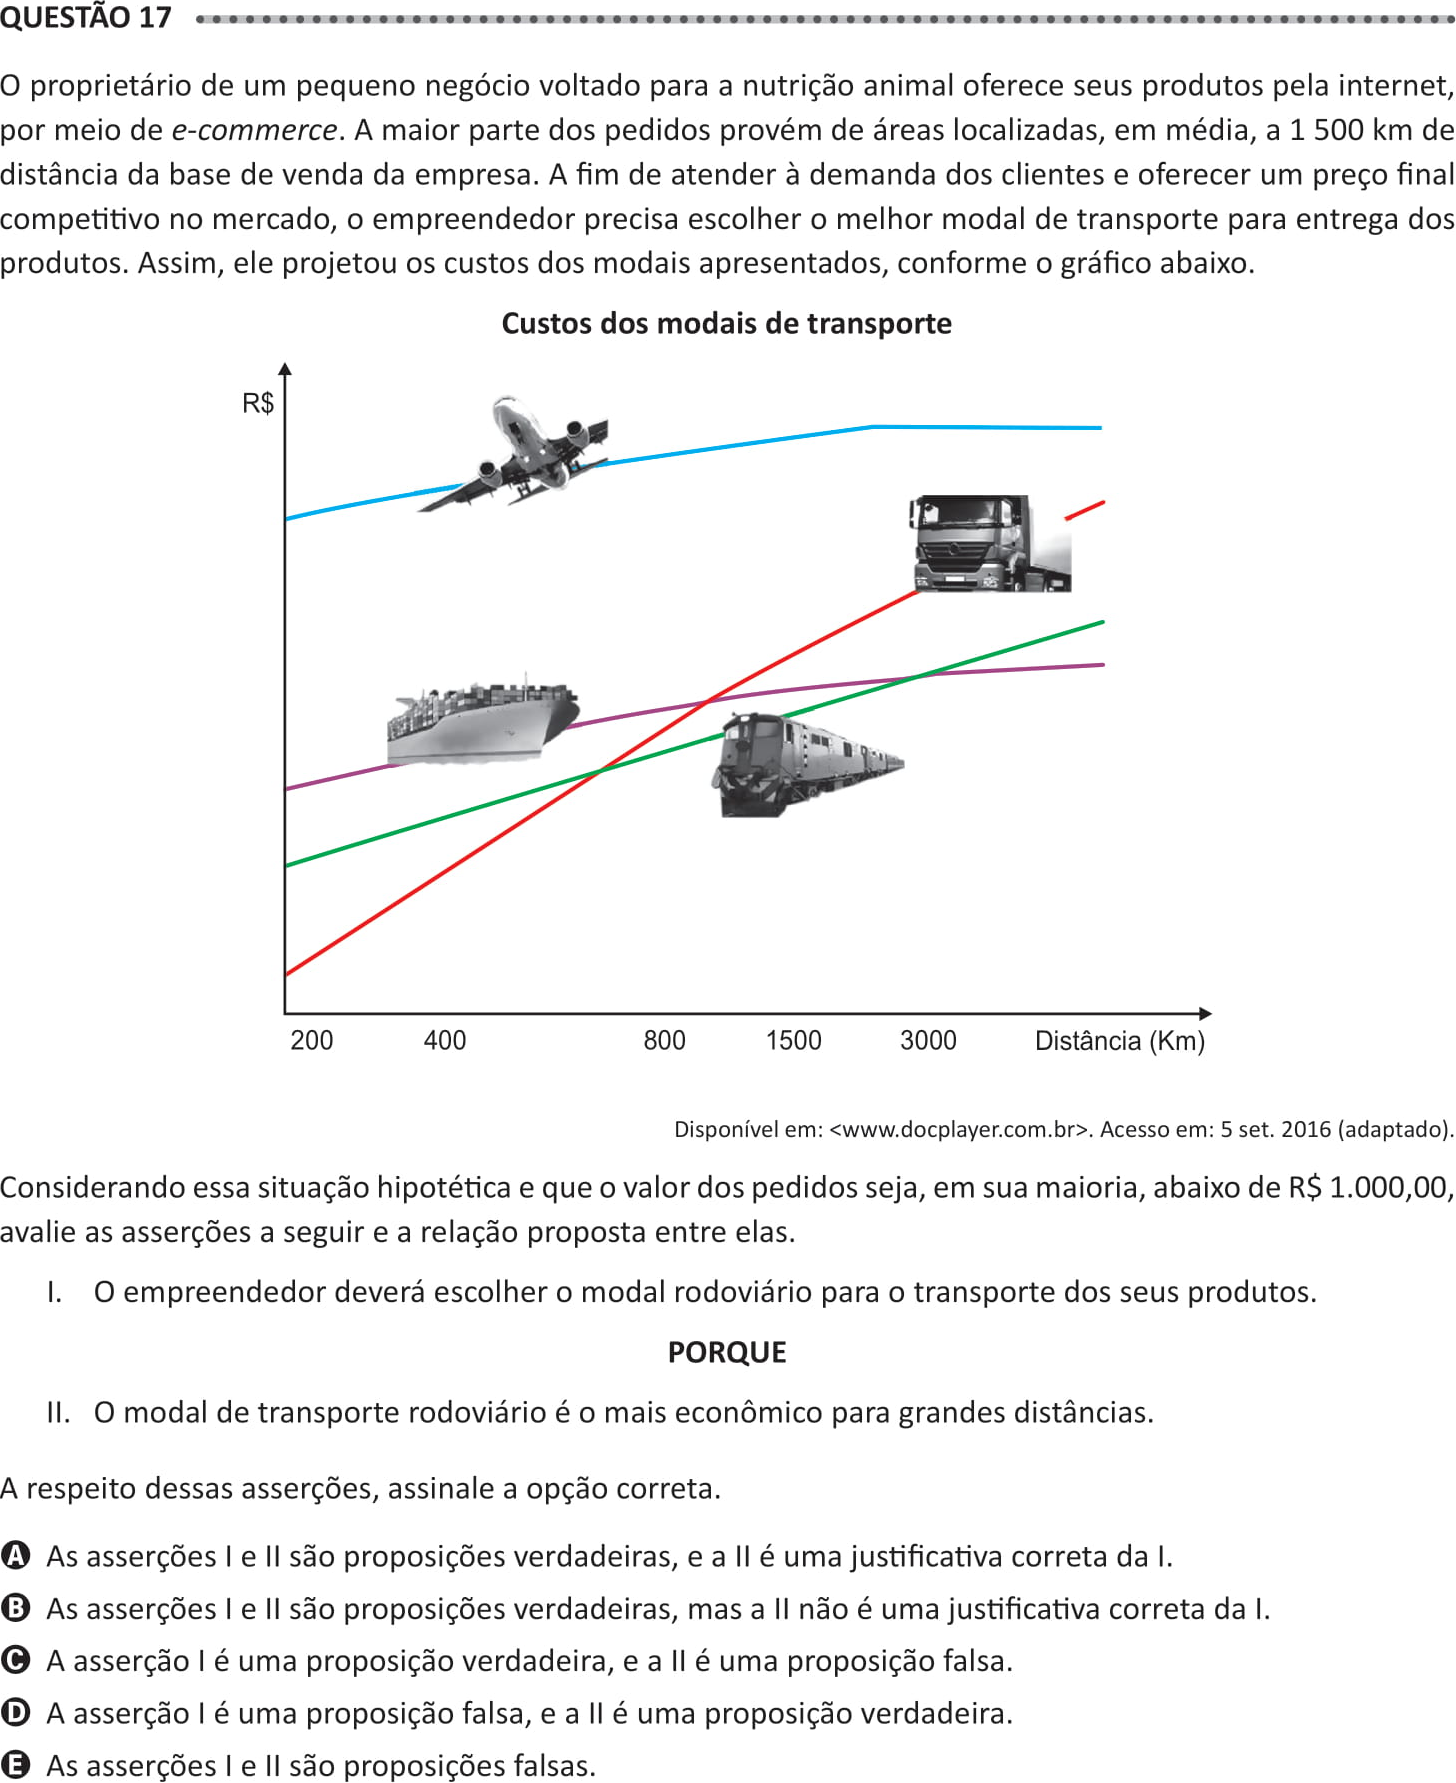 QUESTÃO 17
O proprietário de um pequeno negócio voltado para a nutrição animal oferece seus produtos pela internet,
por meio de e-commerce. A maior parte dos pedidos provém de áreas localizadas, em média, a 1 500 km de
distância da base de venda da empresa. A fim de atender à demanda dos clientes e oferecer um preço final
competitivo no mercado, o empreendedor precisa escolher o melhor modal de transporte para entrega dos
produtos. Assim, ele projetou os custos dos modais apresentados, conforme o gráfico abaixo.
Custos dos modais de transporte
R$
200 400 800 1500 3000 Distância (Km)
Disponível em: <www.docplayer.com.br>. Acesso em: 5 set. 2016 (adaptado).
Considerando essa situação hipotética e que o valor dos pedidos seja, em sua maioria, abaixo de R$ 1.000,00,
avalie as asserções a seguir e a relação proposta entre elas.
I. O empreendedor deverá escolher o modal rodoviário para o transporte dos seus produtos.
PORQUE
II. O modal de transporte rodoviário é o mais econômico para grandes distâncias.
A respeito dessas asserções, assinale a opção correta.
A As asserções I e II são proposições verdadeiras, e a II é uma justificativa correta da I.
B As asserções I e II são proposições verdadeiras, mas a II não é uma justificativa correta da I.
C A asserção I é uma proposição verdadeira, e a II é uma proposição falsa.
D A asserção I é uma proposição falsa, e a II é uma proposição verdadeira.
E As asserções I e II são proposições falsas.